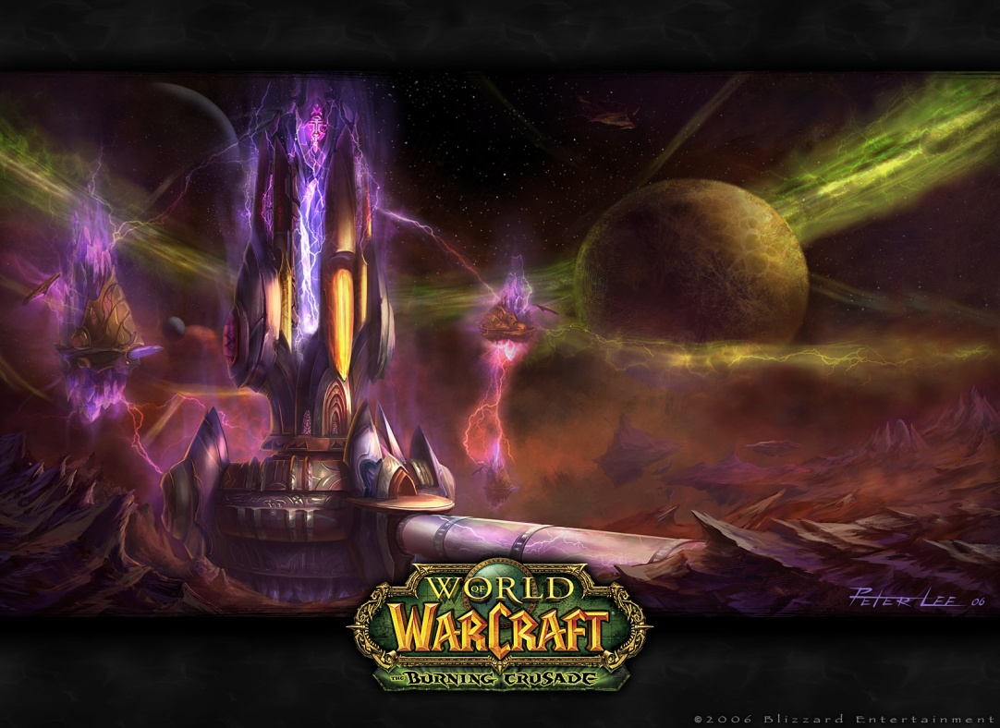 WORLD OF
WARCRAFT
THE BURNING CRUSADE
PETER LEE 06
©2006 Blizzard Entertainment